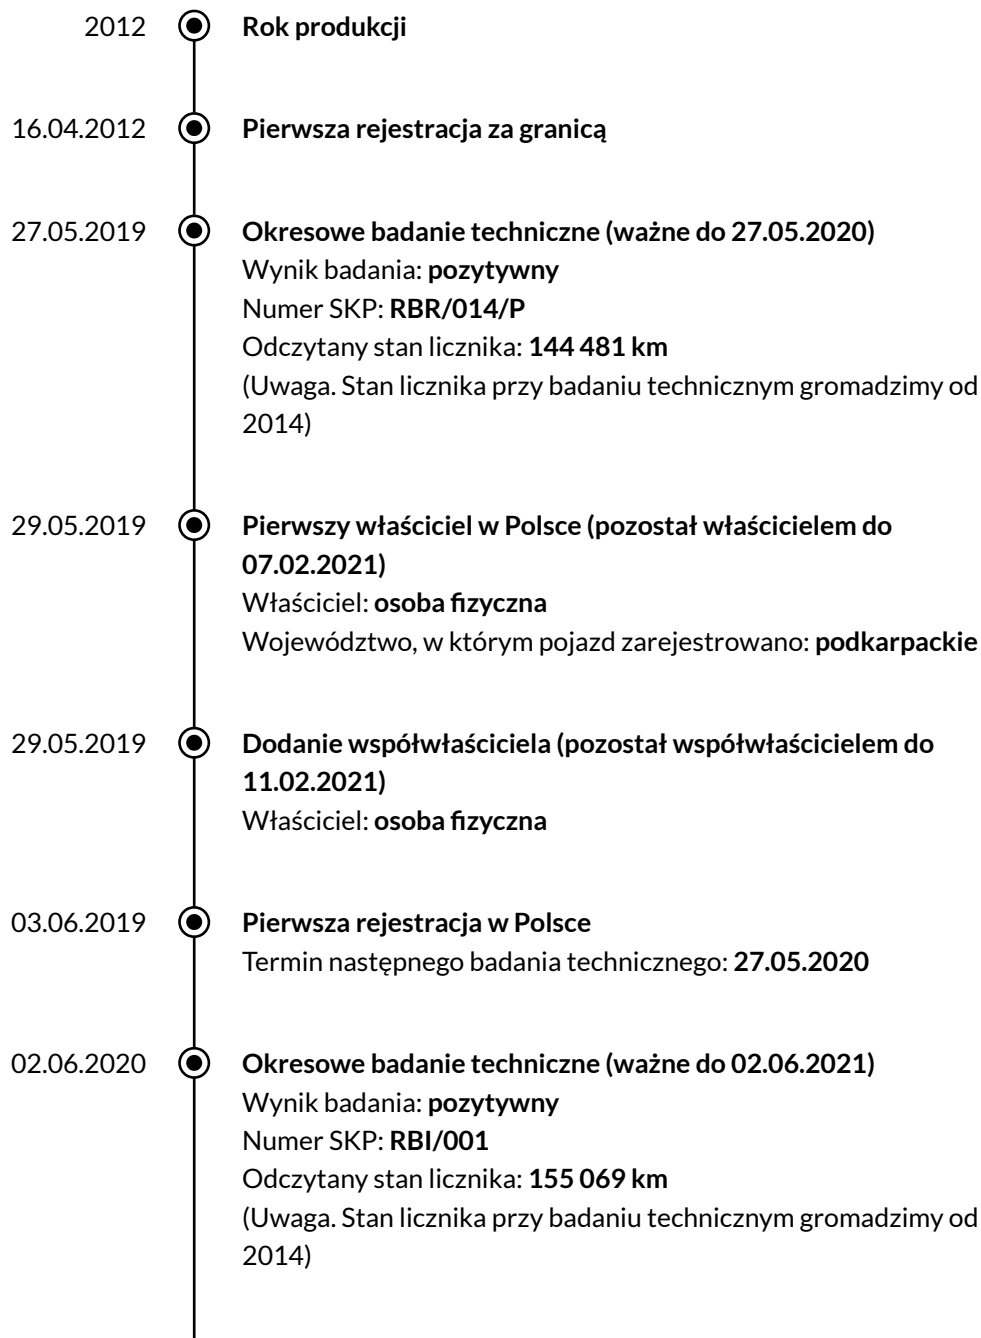 2012 Rok produkcji
16.04.2012 Pierwsza rejestracja za granicą
27.05.2019 Okresowe badanie techniczne (ważne do 27.05.2020)
Wynik badania: pozytywny
Numer SKP: RBR/014/P
Odczytany stan licznika: 144 481 km
(Uwaga. Stan licznika przy badaniu technicznym gromadzimy od
2014)
29.05.2019 Pierwszy właściciel w Polsce (pozostał właścicielem do
07.02.2021)
Właściciel: osoba fizyczna
Województwo, w którym pojazd zarejestrowano: podkarpackie
29.05.2019 Dodanie współwłaściciela (pozostał współwłaścicielem do
11.02.2021)
Właściciel: osoba fizyczna
03.06.2019 Pierwsza rejestracja w Polsce
Termin następnego badania technicznego: 27.05.2020
02.06.2020 Okresowe badanie techniczne (ważne do 02.06.2021)
Wynik badania: pozytywny
Numer SKP: RBI/001
Odczytany stan licznika: 155 069 km
(Uwaga. Stan licznika przy badaniu technicznym gromadzimy od
2014)